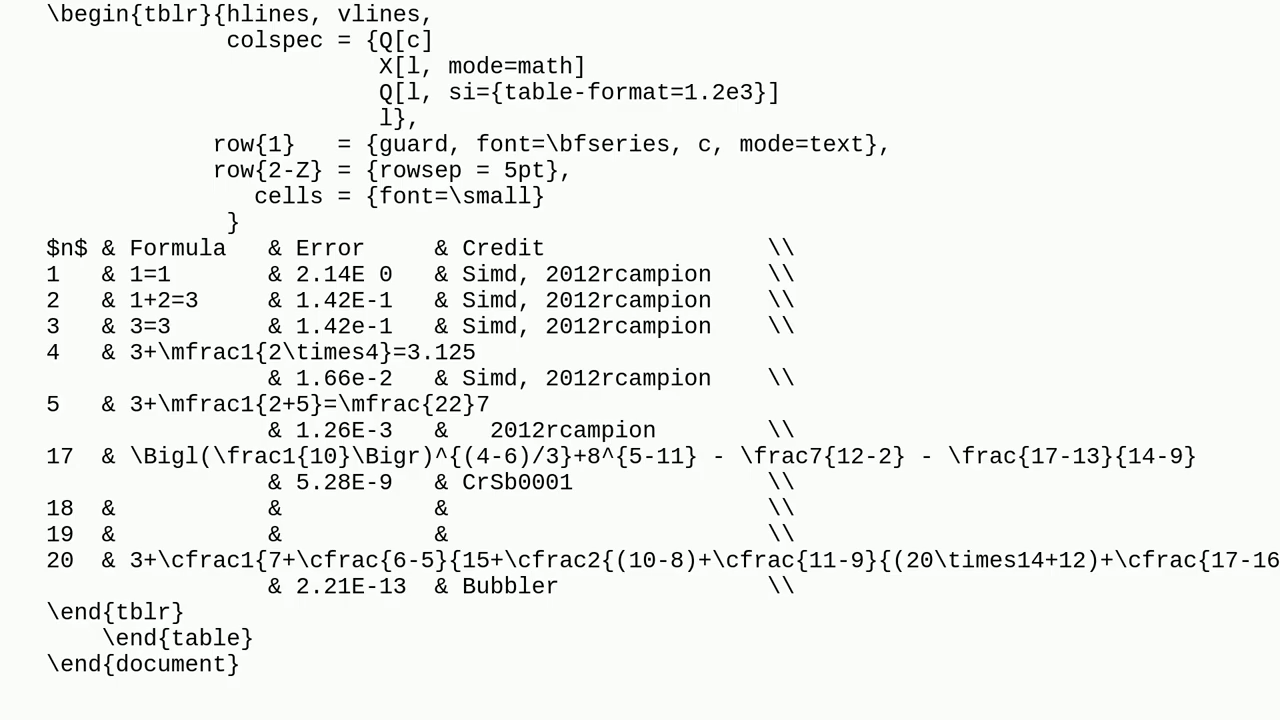 \begin{tblr}{hlines, vlines,
             colspec = {Q[c]
                        X[l, mode=math]
                        Q[l, si={table-format=1.2e3}]
                        l},
            row{1}   = {guard, font=\bfseries, c, mode=text},
            row{2-Z} = {rowsep = 5pt},
               cells = {font=\small}
             }
$n$ & Formula   & Error     & Credit                \\
1   & 1=1       & 2.14E 0   & Simd, 2012rcampion    \\
2   & 1+2=3     & 1.42E-1   & Simd, 2012rcampion    \\
3   & 3=3       & 1.42e-1   & Simd, 2012rcampion    \\
4   & 3+\mfrac1{2\times4}=3.125
                & 1.66e-2   & Simd, 2012rcampion    \\
5   & 3+\mfrac1{2+5}=\mfrac{22}7
                & 1.26E-3   &   2012rcampion        \\
17  & \Bigl(\frac1{10}\Bigr)^{(4-6)/3}+8^{5-11} - \frac7{12-2} - \frac{17-13}{14-9}
                & 5.28E-9   & CrSb0001              \\
18  &           &           &                       \\
19  &           &           &                       \\
20  & 3+\cfrac1{7+\cfrac{6-5}{15+\cfrac2{(10-8)+\cfrac{11-9}{(20\times14+12)+\cfrac{17-16
                & 2.21E-13  & Bubbler               \\
\end{tblr}
    \end{table}
\end{document}